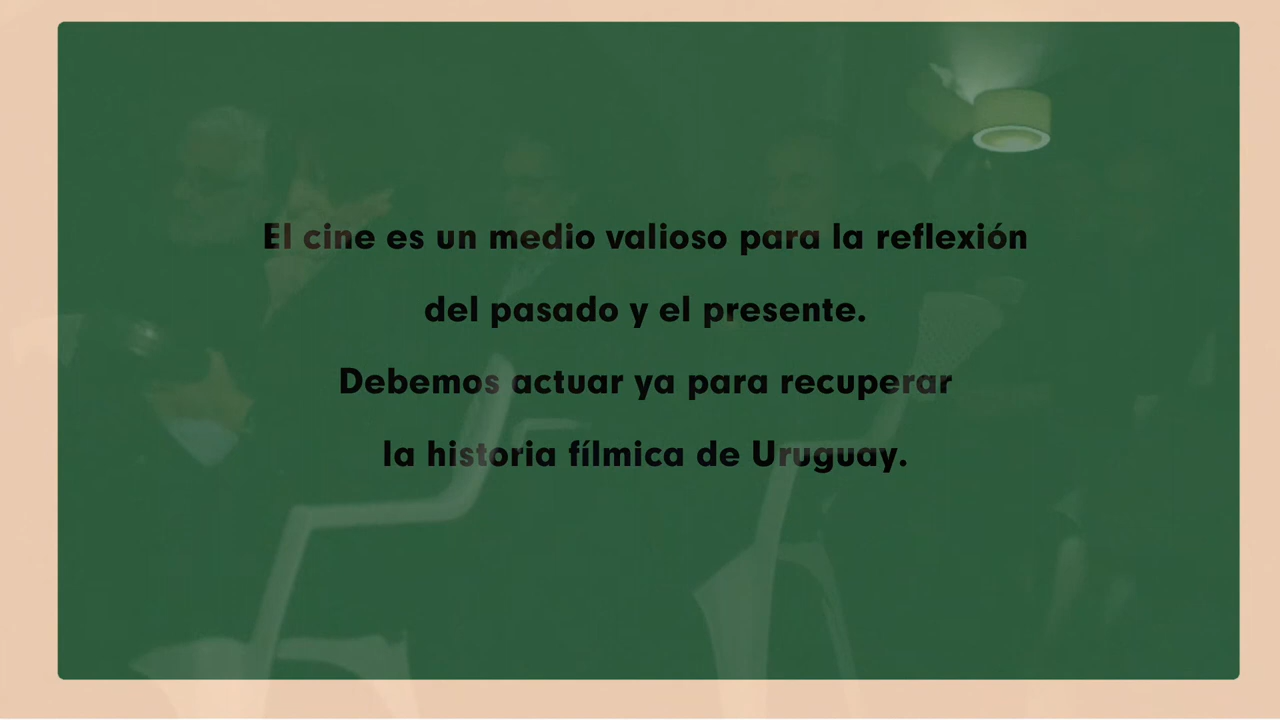 El cine es un medio valioso para la reflexión
del pasado y el presente.
Debemos actuar ya para recuperar
la historia fílmica de Uruguay.